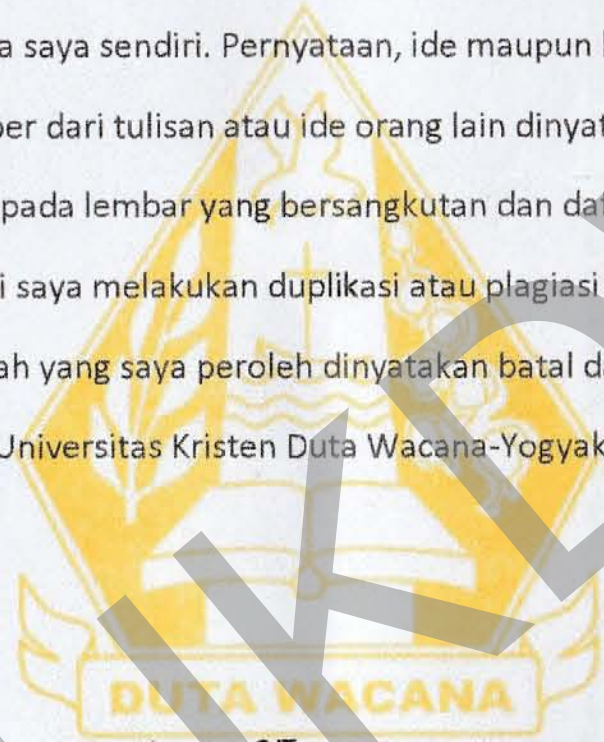 a saya sendiri. Pernyataan, ide maupun
per dari tulisan atau ide orang lain dinyat
pada lembar yang bersangkutan dan daf
i saya melakukan duplikasi atau plagiasi
ah yang saya peroleh dinyatakan batal da
Universitas Kristen Duta Wacana-Yogyak
DUTA WACANA